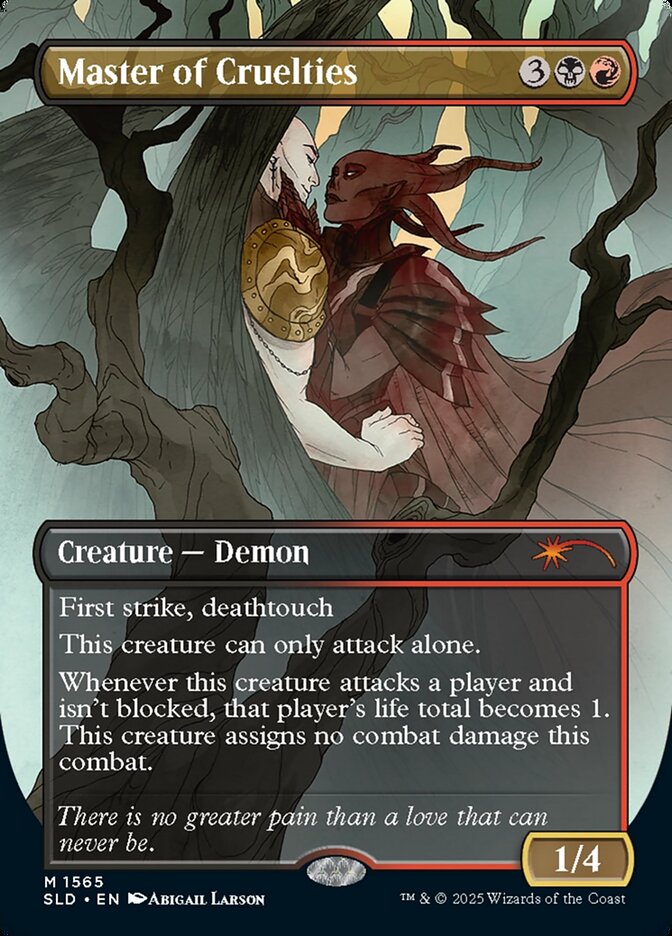 Master of Cruelties 3
Creature — Demon
First strike, deathtouch
This creature can only attack alone.
Whenever this creature attacks a player and
isn't blocked, that player's life total becomes 1.
This creature assigns no combat damage this
combat.
There is no greater pain than a love that can
never be.
1/4
M 1565
SLD • EN Abigail Larson
™ & © 2025 Wizards of the Coast